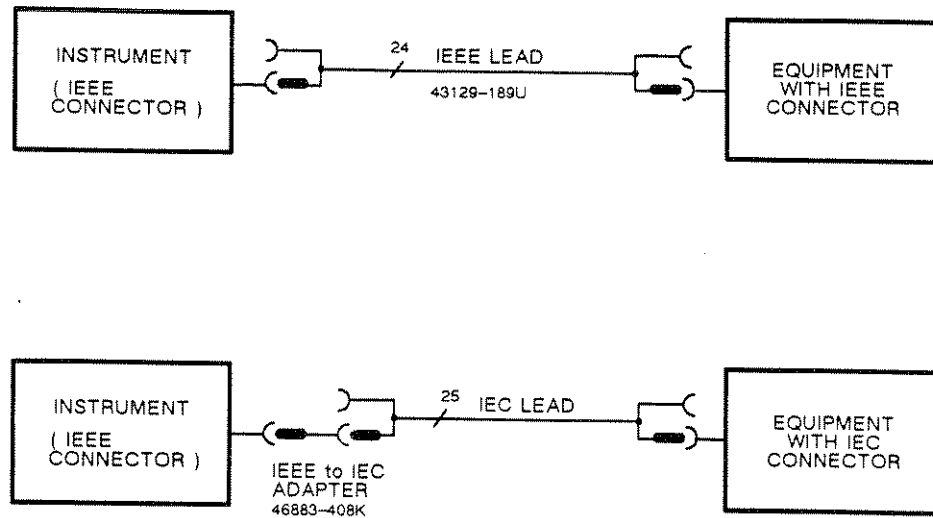 INSTRUMENT
( IEEE
CONNECTOR )
24
IEEE LEAD
43129-189U
EQUIPMENT
WITH IEEE
CONNECTOR
INSTRUMENT
( IEEE
CONNECTOR )
IEEE to IEC
ADAPTER
46883-408K
25
IEC LEAD
EQUIPMENT
WITH IEC
CONNECTOR